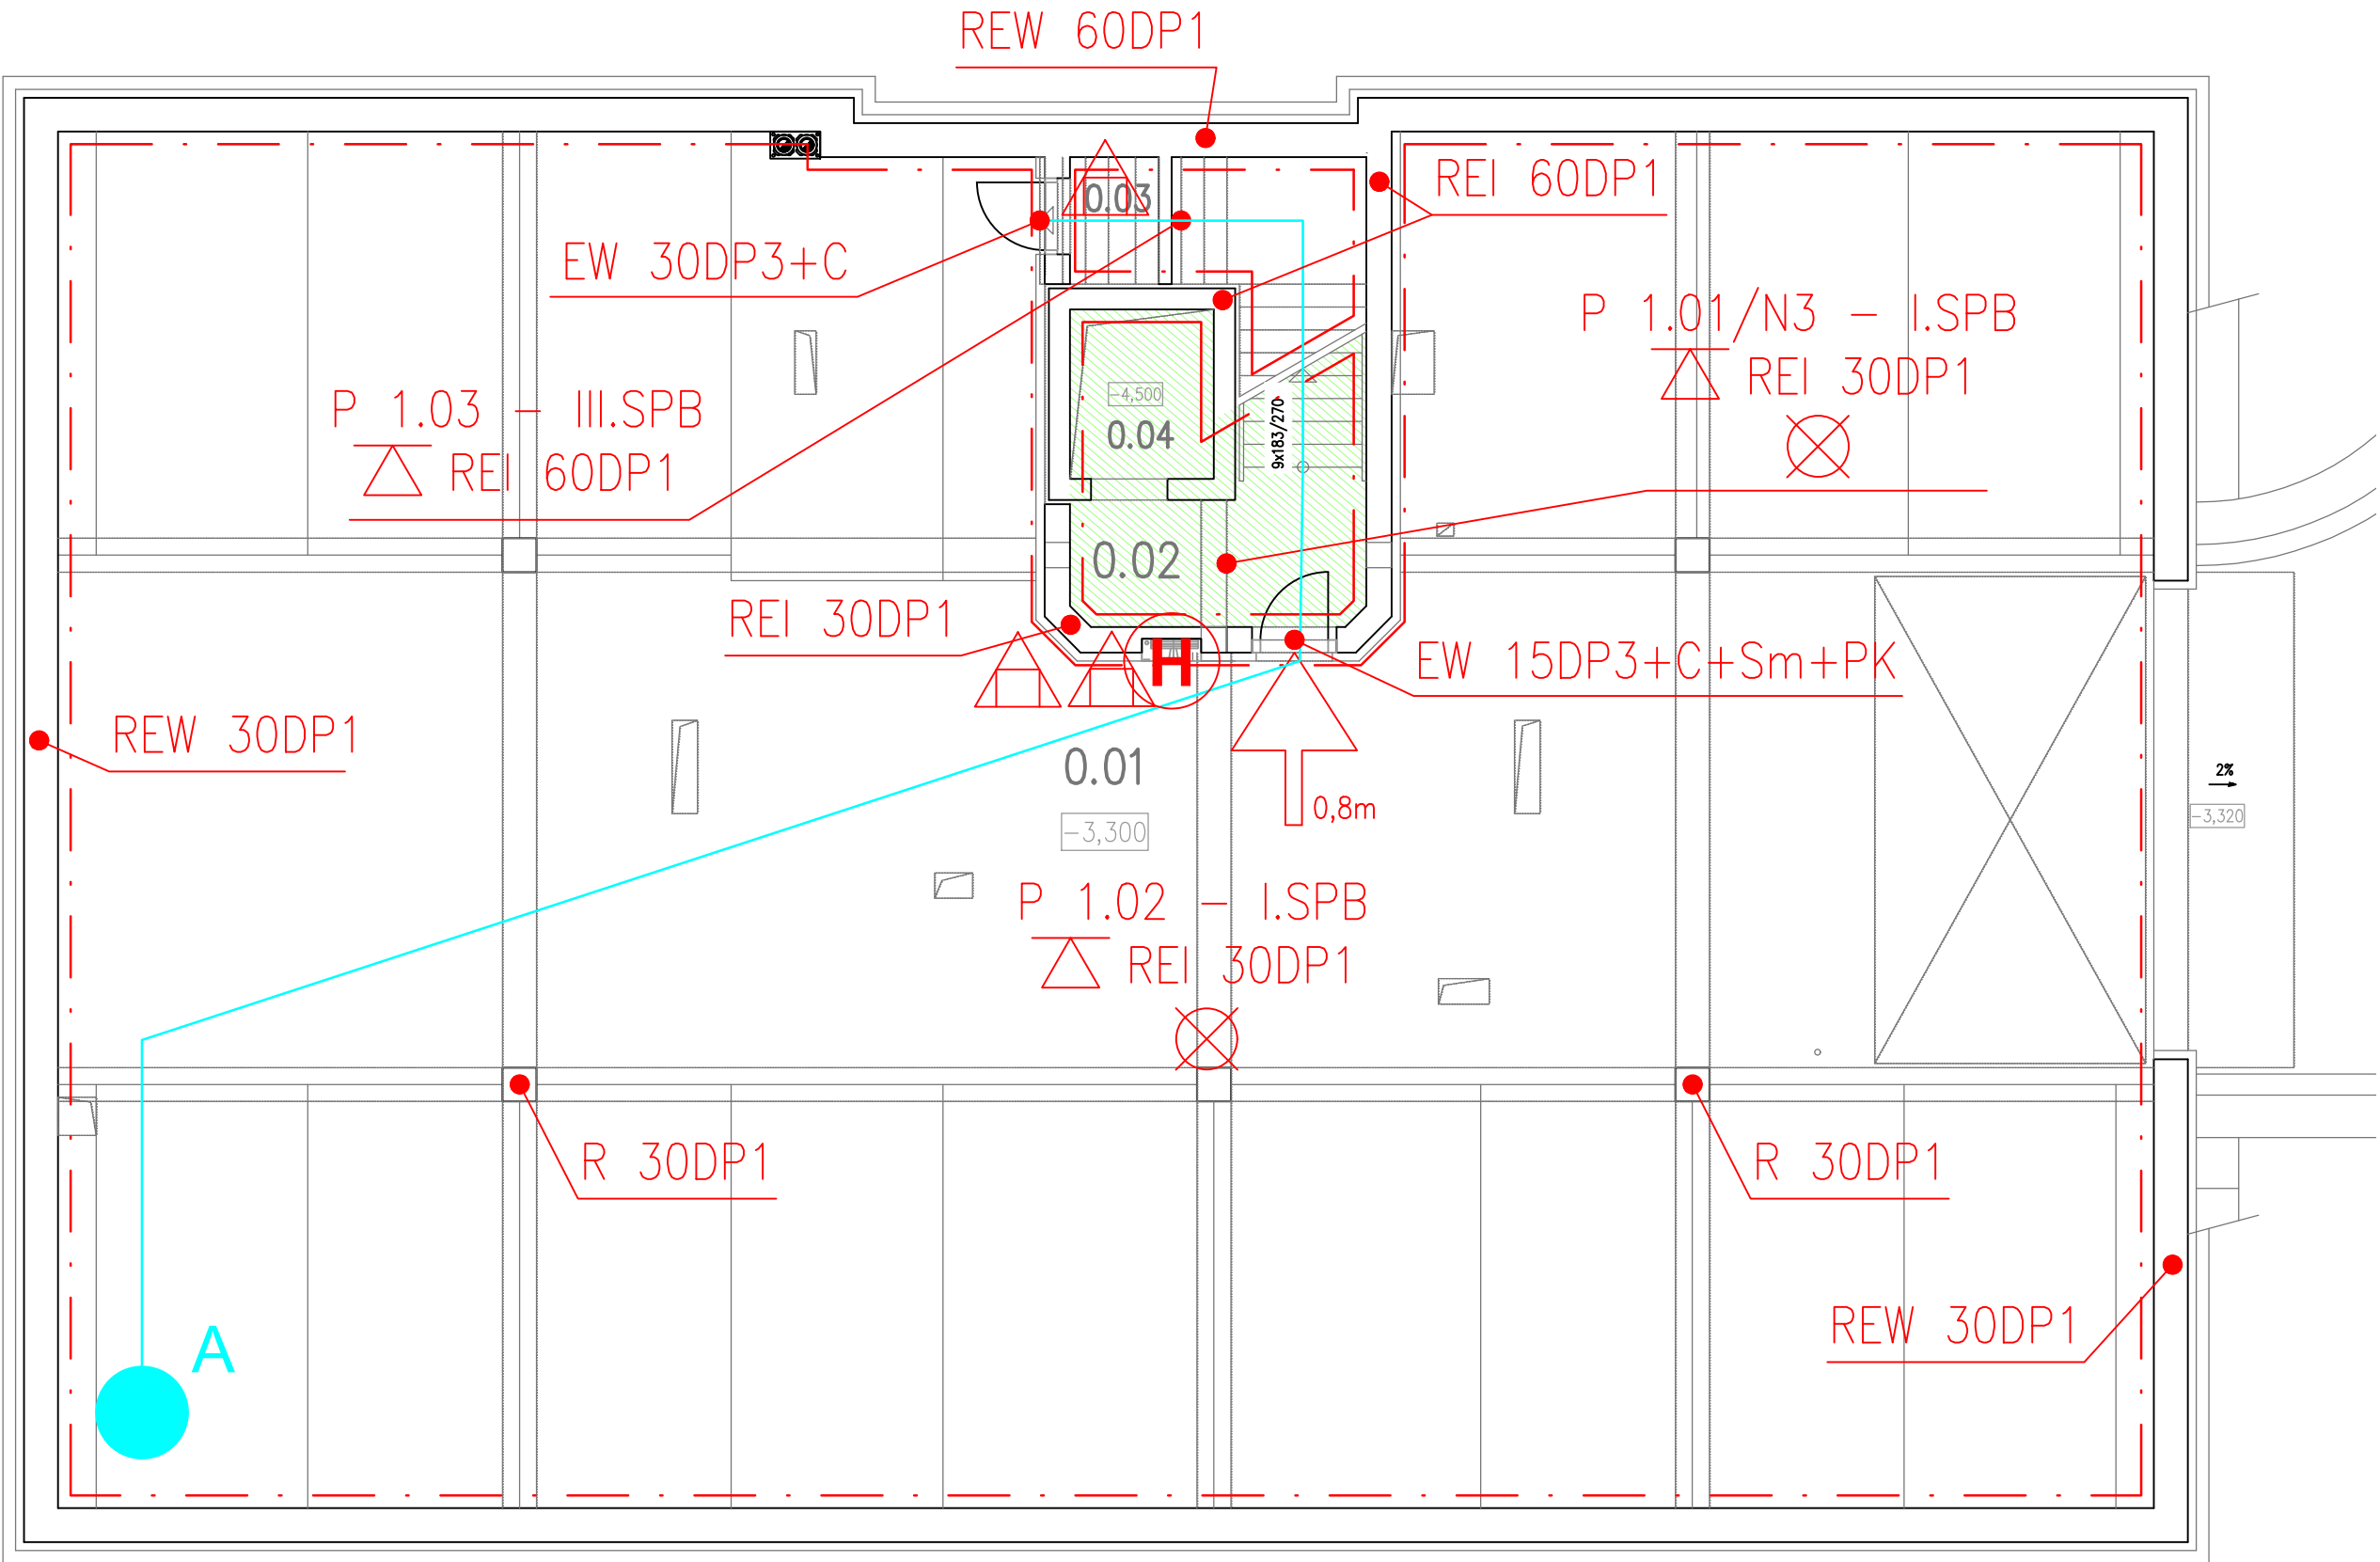 REW 60DP1
REI 60DP1
0.03
EW 30DP3+C
P 1.01/N3 - I.SPB
REI 30DP1
P 1.03 - III.SPB
REI 60DP1
-4,500
0.04
9x183/270
0.02
REI 30DP1
H
EW 15DP3+C+Sm+PK
REW 30DP1
0.01
-3,300
0,8m
2%
-3,320
P 1.02 - I.SPB
REI 30DP1
R 30DP1
R 30DP1
REW 30DP1
A